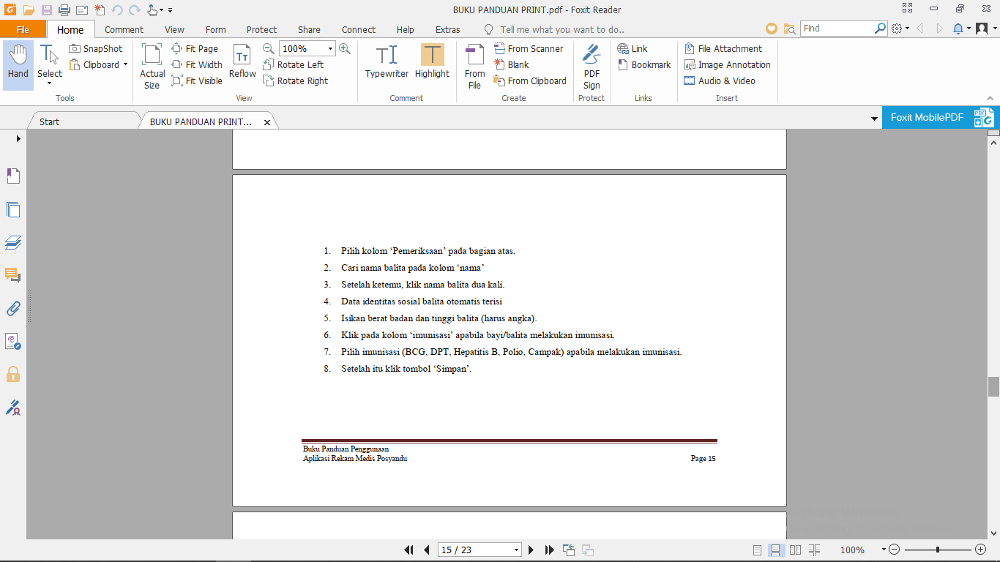 BUKU PANDUAN PRINT.pdf - Foxit Reader
File Home Comment View Form Protect Share Connect Help Extras Tell me what you want to do.. Find
Hand
Select
SnapShot
Clipboard
Tools
Actual
Size
Fit Page
Fit Width
Fit Visible
Reflow
100%
Rotate Left
Rotate Right
View
Typewriter
Highlight
Comment
From
File
From Scanner
Blank
From Clipboard
Create
PDF
Sign
Protect
Link
Bookmark
Links
File Attachment
Image Annotation
Audio & Video
Insert
Start
BUKU PANDUAN PRINT...
Foxit MobilePDF
PDF
1. Pilih kolom ‘Pemeriksaan’ pada bagian atas.
2. Cari nama balita pada kolom ‘nama’
3. Setelah ketemu, klik nama balita dua kali.
4. Data identitas sosial balita otomatis terisi
5. Isikan berat badan dan tinggi balita (harus angka).
6. Klik pada kolom ‘imunisasi’ apabila bayi/balita melakukan imunisasi.
7. Pilih imunisasi (BCG, DPT, Hepatitis B, Polio, Campak) apabila melakukan imunisasi.
8. Setelah itu klik tombol ‘Simpan’.
Buku Panduan Penggunaan
Aplikasi Rekam Medis Posyandu Page 15
15 / 23
100%